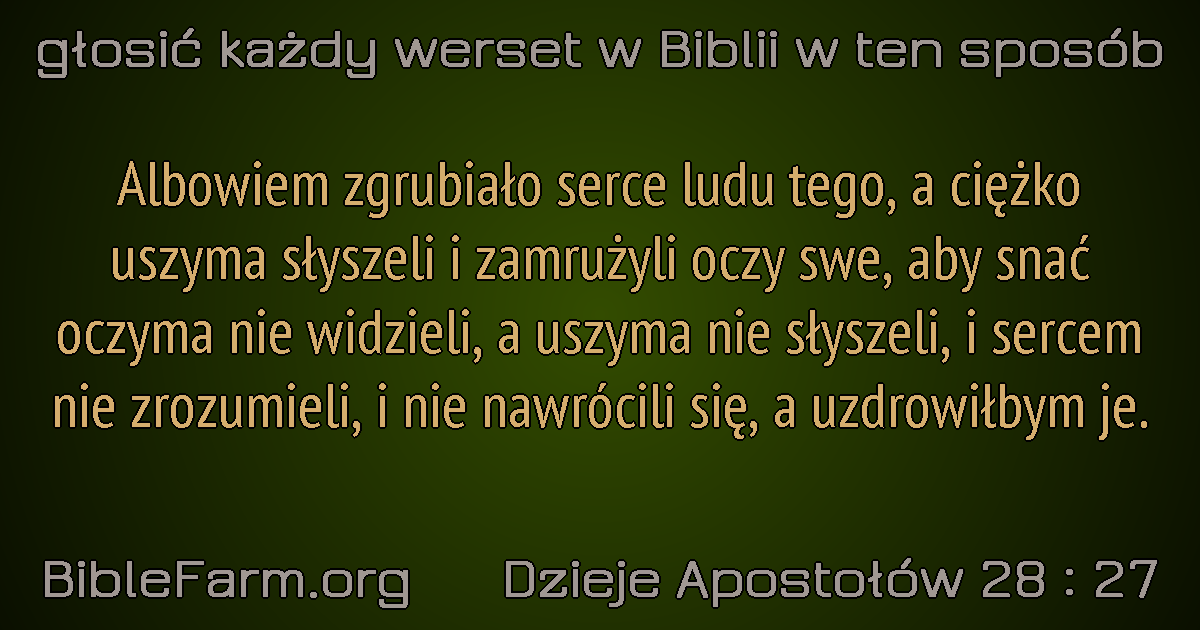 głosić każdy werset w Biblii w ten sposób
Albowiem zgrubiało serce ludu tego, a ciężko
uszyma słyszeli i zamrużyli oczy swe, aby snać
oczyma nie widzieli, a uszyma nie słyszeli, i sercem
nie zrozumieli, i nie nawrócili się, a uzdrowiłbym je.
BibleFarm.org Dzieje Apostołów 28 : 27